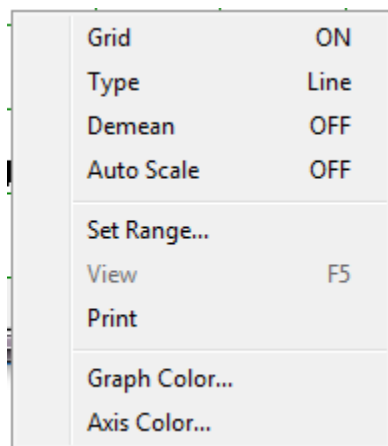 Grid ON
Type Line
Demean OFF
Auto Scale OFF
Set Range...
View F5
Print
Graph Color...
Axis Color...